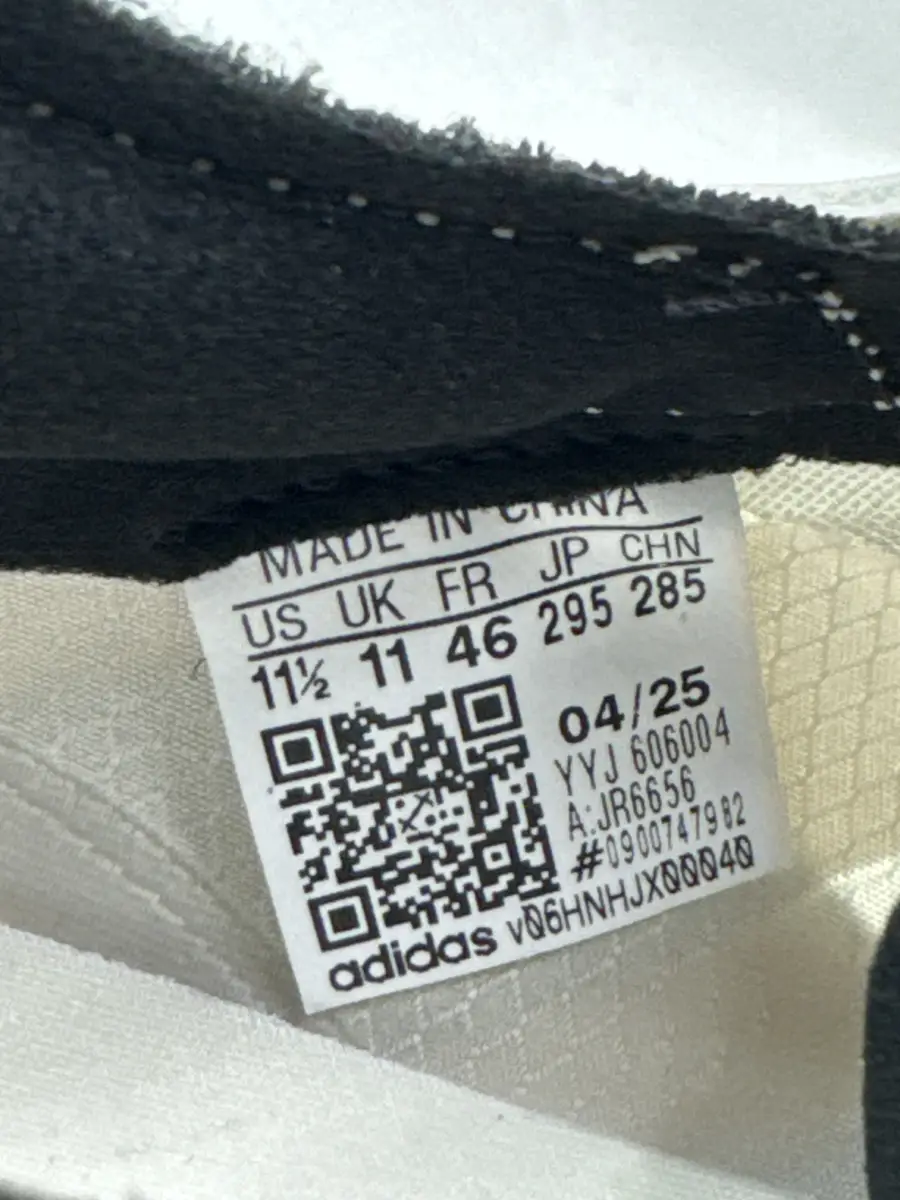 MADE IN CHINA
US UK FR JP CHN
11½ 11 46 295 285
04/25
YYJ 606004
A:JR6656
#0900747982
adidas v06HNHJX00040